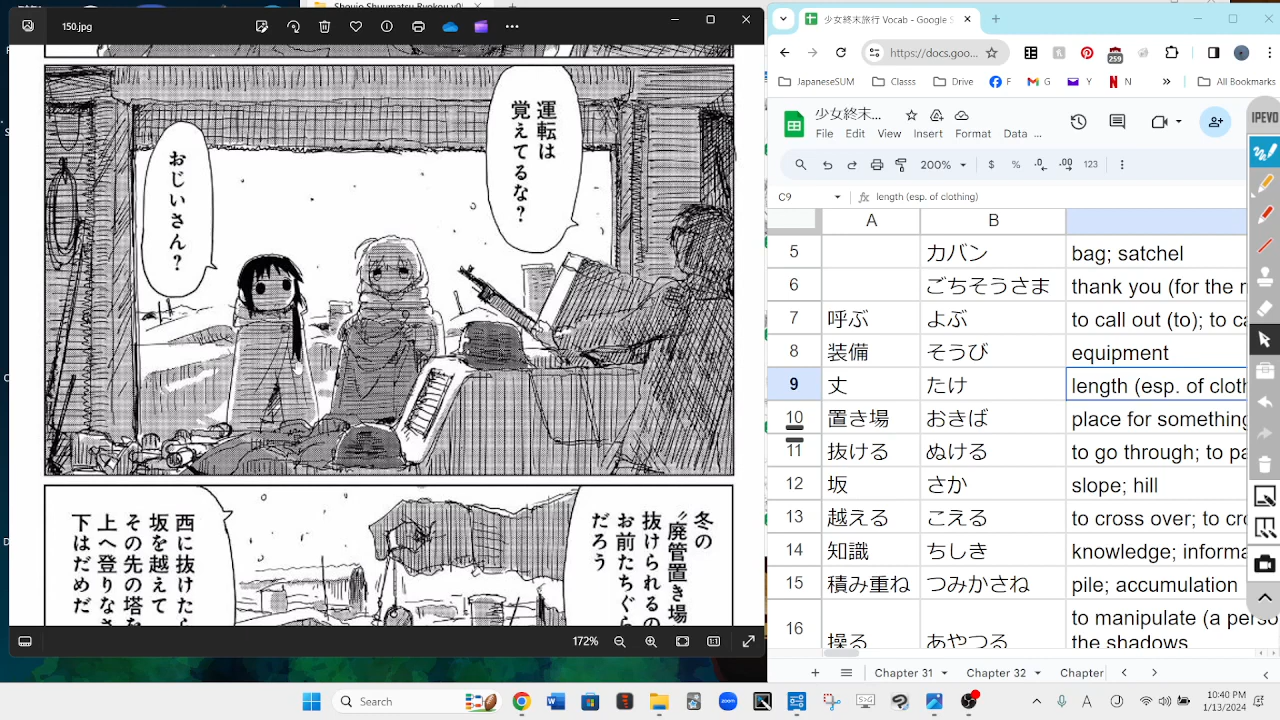 150.jpg
運転は
覚えてるな？
おじいさん？
冬の
"廃管置き場
抜けられるの
お前たちぐら
だろう
西に抜けたら
坂を越えて
その先の塔を
上へ登りなさ
下はだめだ
172%
少女終末旅行 Vocab - Google S
https://docs.goo...
259
JapaneseSUM
Classs
Drive
F
G
Y
N
All Bookmarks
少女終末...
File Edit View Insert Format Data ...
200%
$ % .0 .00 123
C9
fx length (esp. of clothing)
A B
5 カバン bag; satchel
6 ごちそうさま thank you (for the
7 呼ぶ よぶ to call out (to); to ca
8 装備 そうび equipment
9 丈 たけ length (esp. of cloth
10 置き場 おきば place for something
11 抜ける ぬける to go through; to pa
12 坂 さか slope; hill
13 越える こえる to cross over; to cro
14 知識 ちしき knowledge; informa
15 積み重ね つみかさね pile; accumulation
16 操る あやつる to manipulate (a perso
the shadows
Chapter 31 Chapter 32 Chapter
IPEVO
Search
zoom
10:40 PM
1/13/2024